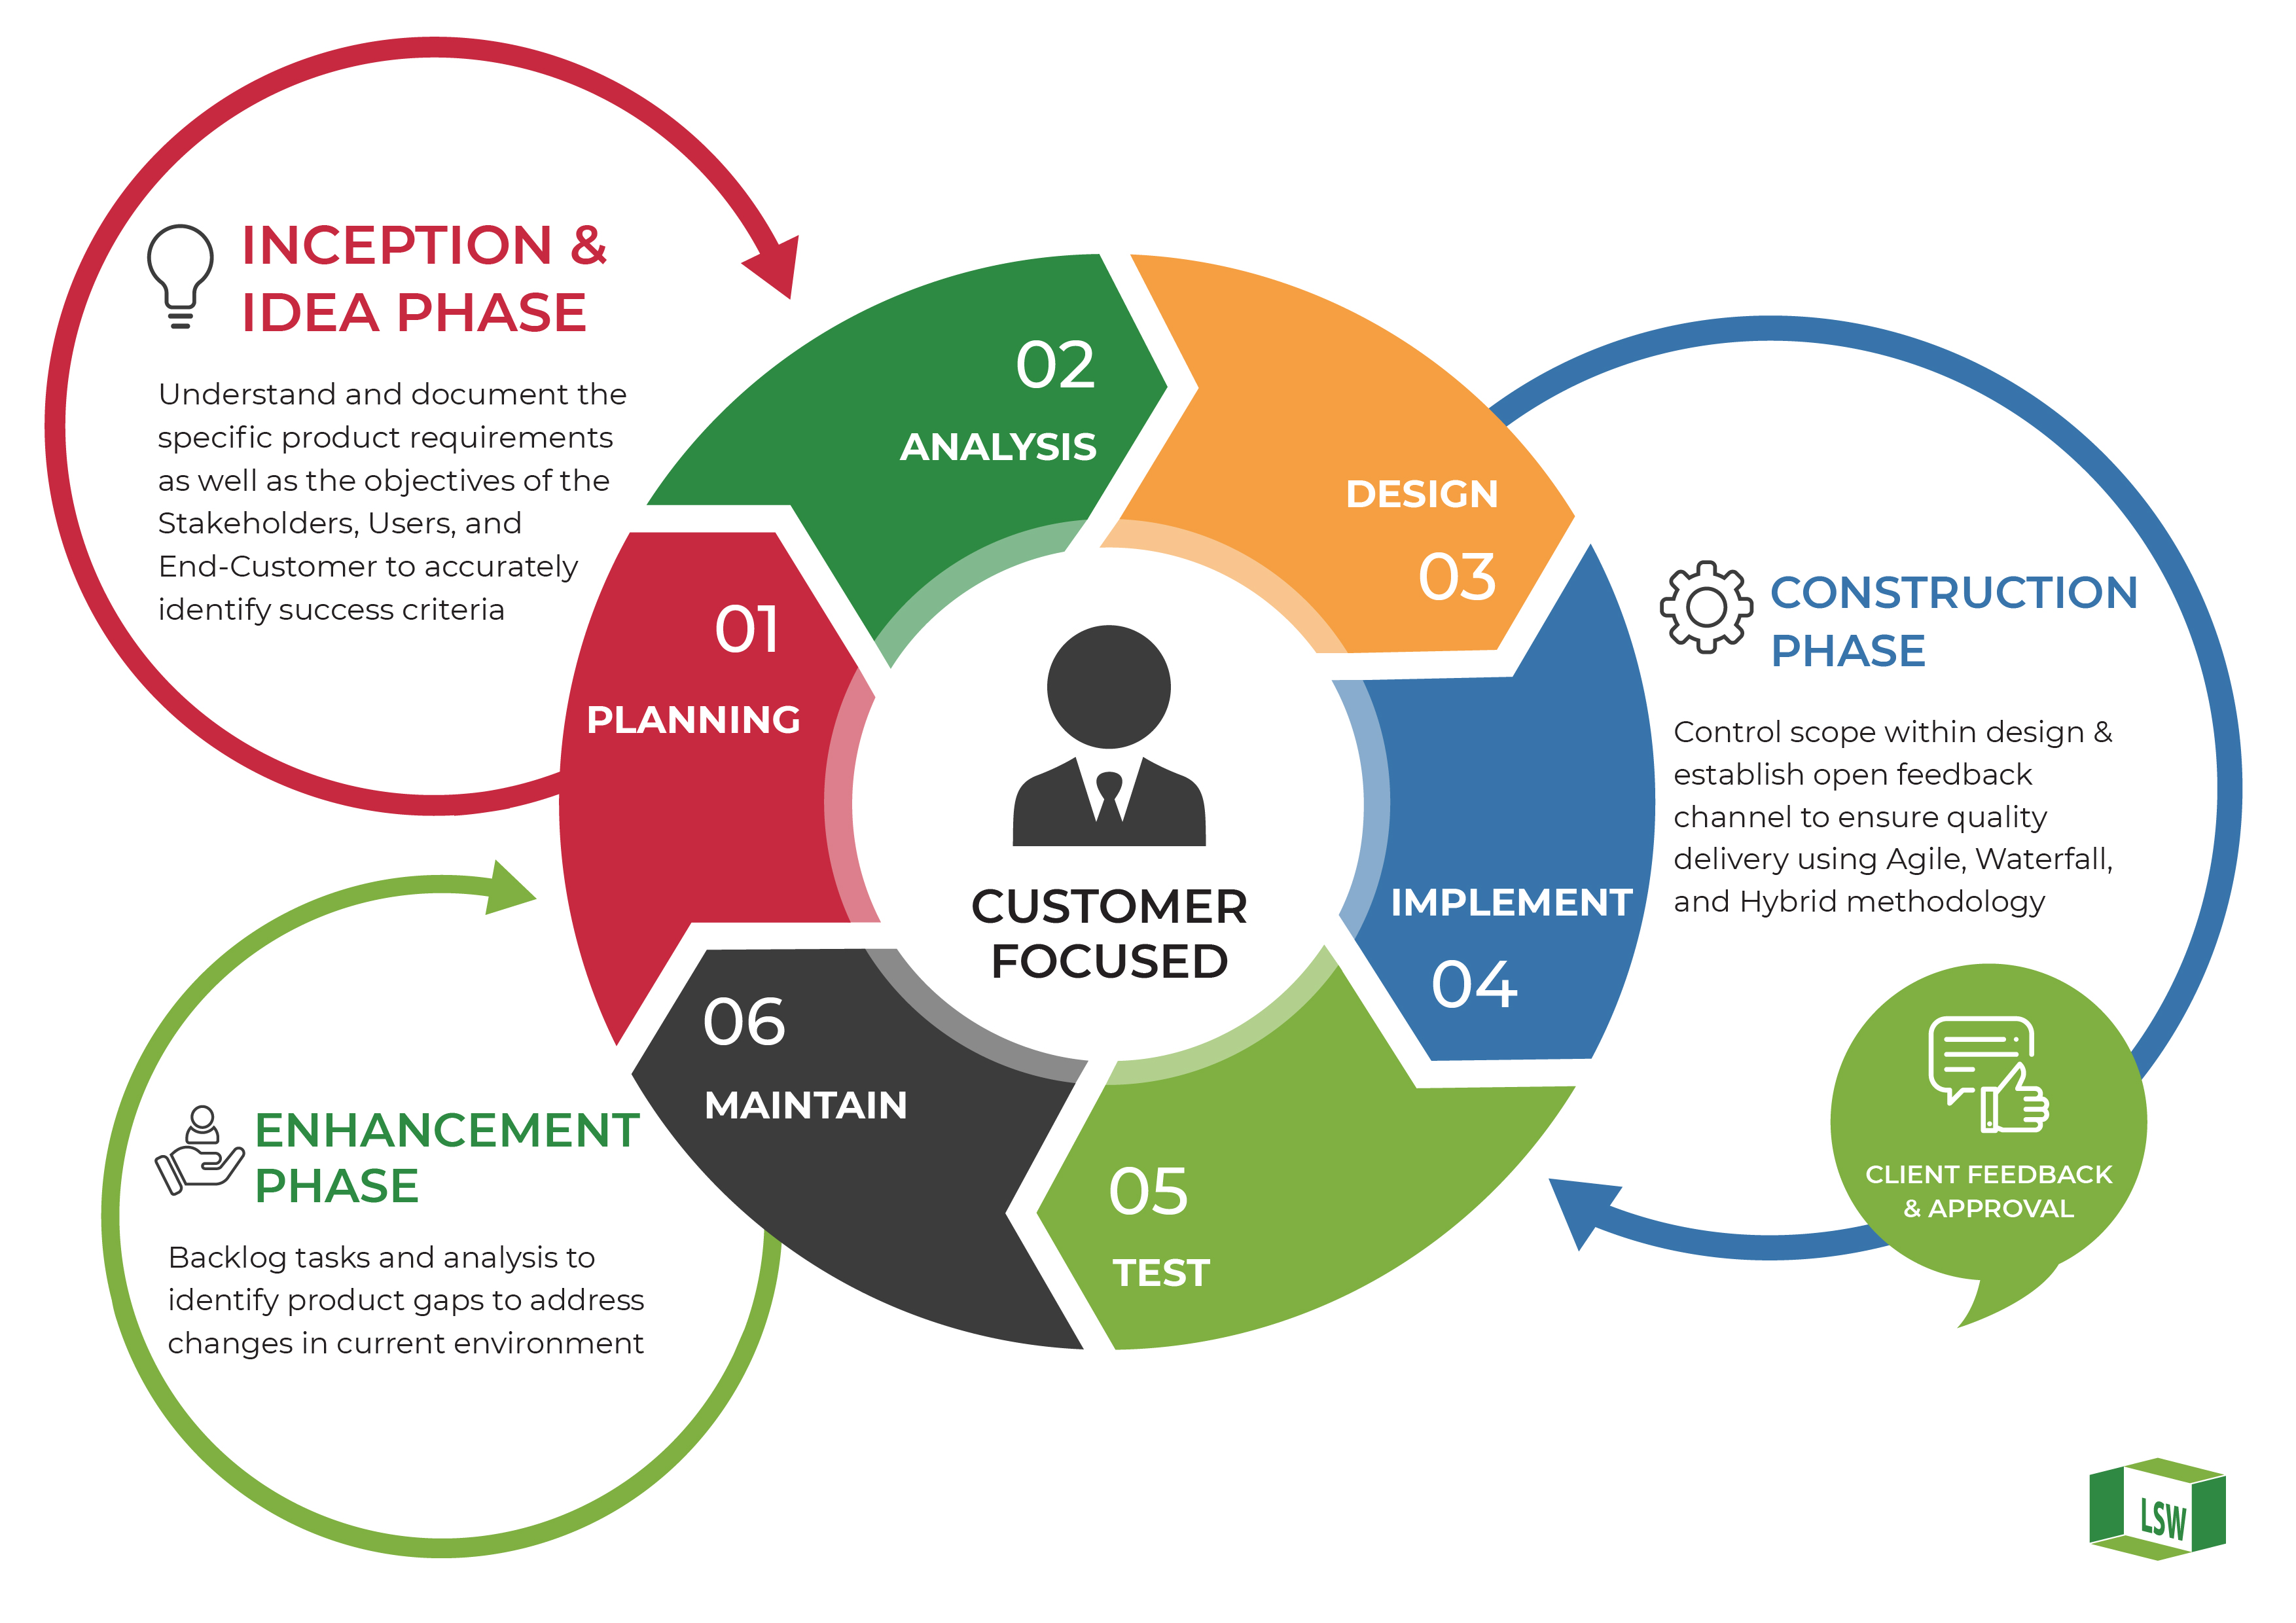 INCEPTION &
IDEA PHASE
Understand and document the
specific product requirements
as well as the objectives of the
Stakeholders, Users, and
End-Customer to accurately
identify success criteria
01
PLANNING
02
ANALYSIS
DESIGN
03
IMPLEMENT
04
05
TEST
06
MAINTAIN
CUSTOMER
FOCUSED
CONSTRUCTION
PHASE
Control scope within design &
establish open feedback
channel to ensure quality
delivery using Agile, Waterfall,
and Hybrid methodology
CLIENT FEEDBACK
& APPROVAL
ENHANCEMENT
PHASE
Backlog tasks and analysis to
identify product gaps to address
changes in current environment
LSW